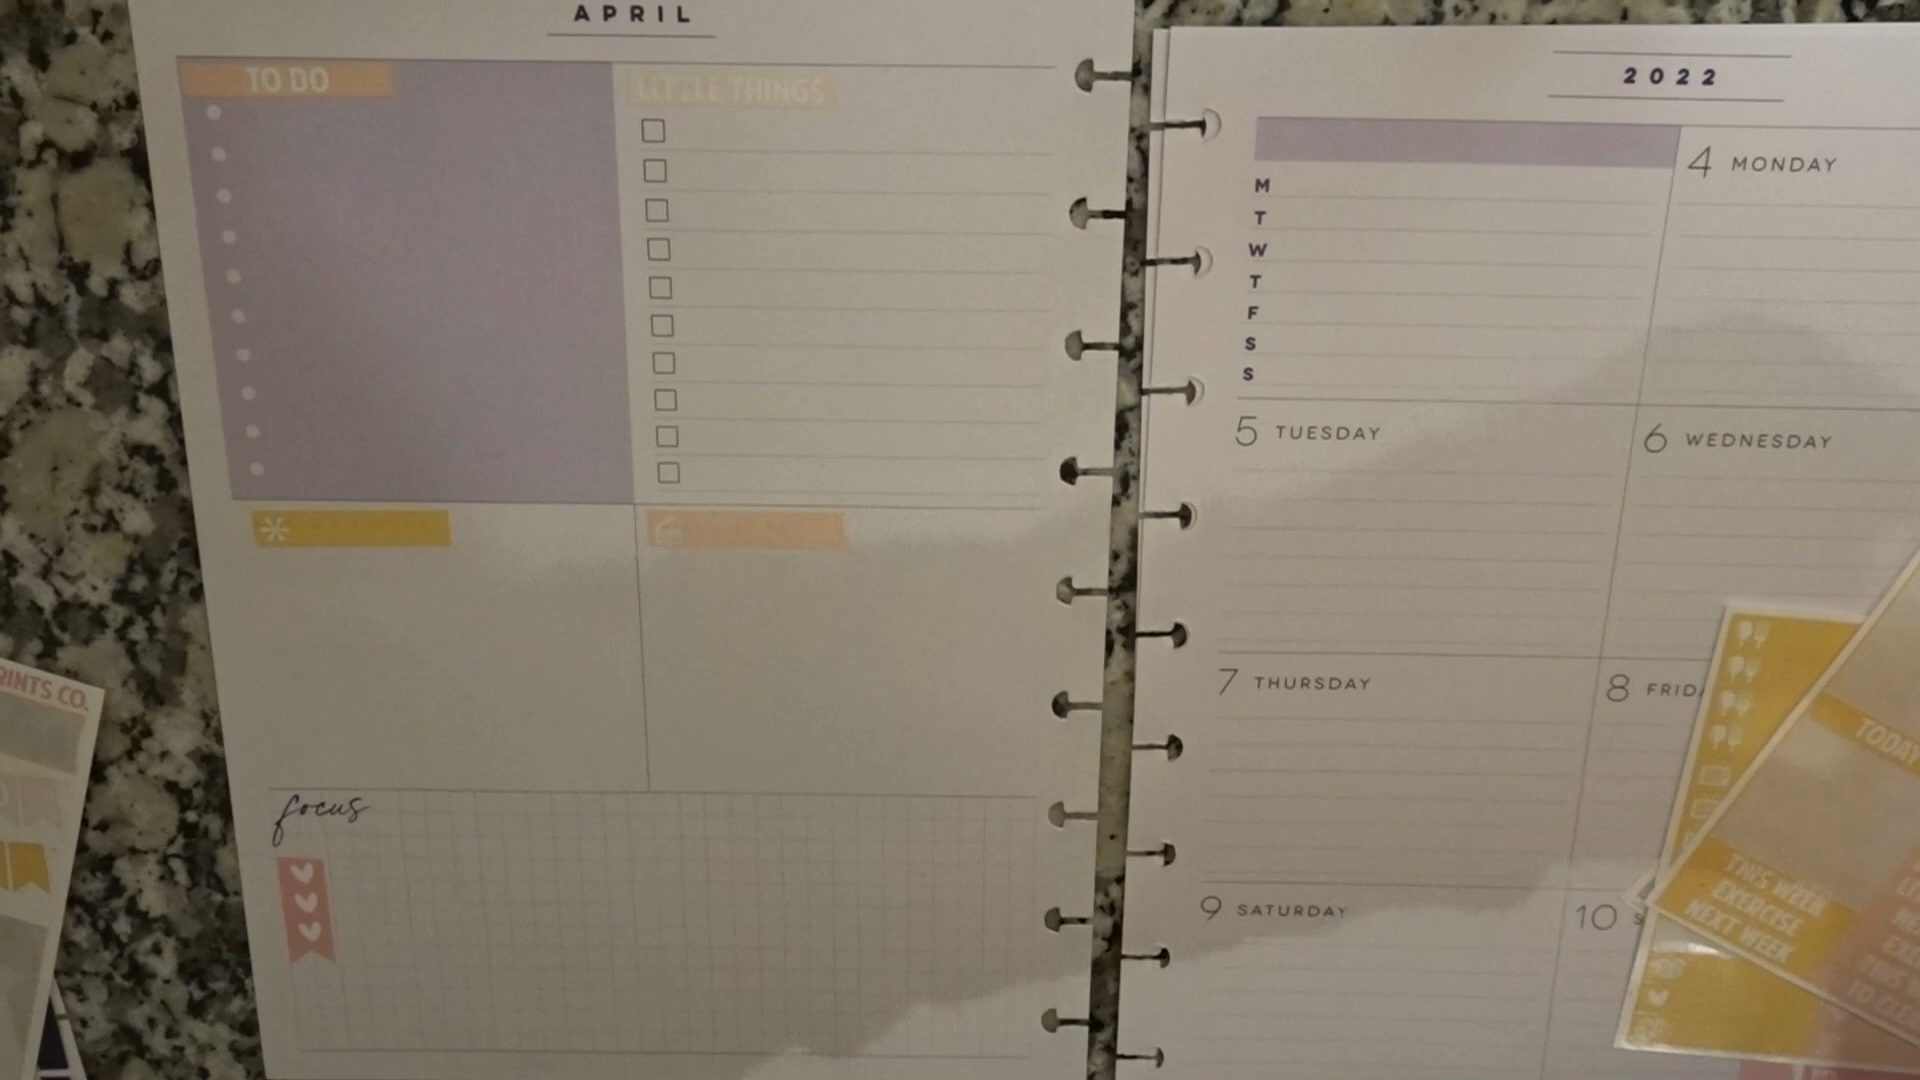 APRIL
TO DO
LITTLE THINGS
focus
2022
M
T
W
T
F
S
S
4 MONDAY
5 TUESDAY
6 WEDNESDAY
7 THURSDAY
8 FRID
9 SATURDAY
10 S
RINTS CO.
TODAY
THIS WEEK
EXERCISE
NEXT WEEK